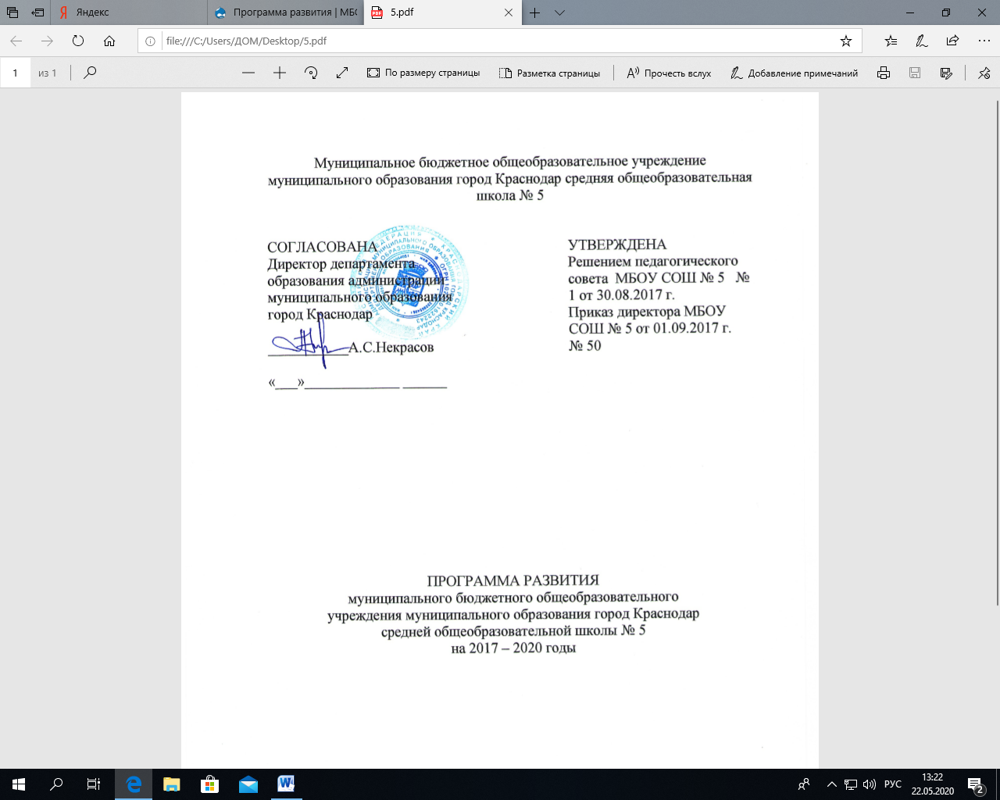 Яндекс
Программа развития | МБО
5.pdf
file:///C:/Users/ДОМ/Desktop/5.pdf
1 из 1
По размеру страницы
Разметка страницы
Прочесть вслух
Добавление примечаний
Муниципальное бюджетное общеобразовательное учреждение
муниципального образования город Краснодар средняя общеобразовательная
школа № 5
СОГЛАСОВАНА
Директор департамента
образования администрации
муниципального образования
город Краснодар
____________А.С.Некрасов
«___»_____________ ______
УТВЕРЖДЕНА
Решением педагогического
совета МБОУ СОШ № 5 №
1 от 30.08.2017 г.
Приказ директора МБОУ
СОШ № 5 от 01.09.2017 г.
№ 50
ПРОГРАММА РАЗВИТИЯ
муниципального бюджетного общеобразовательного
учреждения муниципального образования город Краснодар
средней общеобразовательной школы № 5
на 2017 – 2020 годы
РУС
13:22
22.05.2020
2